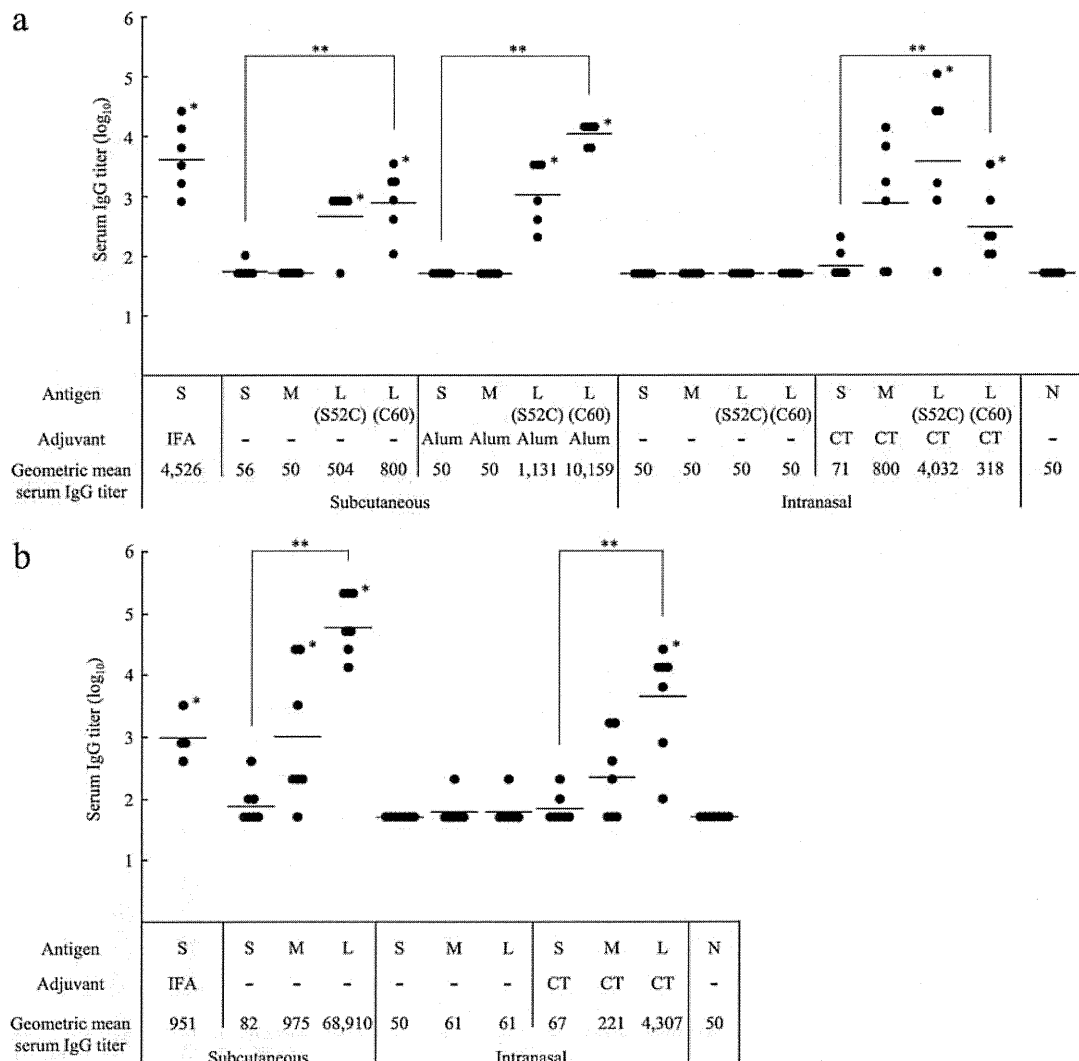 a
6
**
**
**
5
*
*
4
*
*
*
*
*
3
*
2
1
Serum IgG titer (log10)
Antigen S S M L L S M L L S M L L S M L L N
(S52C) (C60) (S52C) (C60) (S52C) (C60) (S52C) (C60)
Adjuvant IFA - - - - Alum Alum Alum Alum - - - - CT CT CT CT -
Geometric mean 4,526 56 50 504 800 50 50 1,131 10,159 50 50 50 50 71 800 4,032 318 50
serum IgG titer
Subcutaneous Intranasal
b
6
**
**
5
*
*
4
*
*
3
2
1
Serum IgG titer (log10)
Antigen S S M L S M L S M L N
Adjuvant IFA - - - - - - CT CT CT -
Geometric mean 951 82 975 68,910 50 61 61 67 221 4,307 50
serum IgG titer
Subcutaneous Intranasal